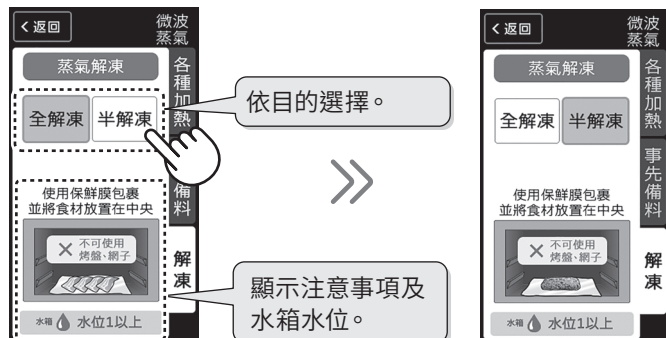 返回
微波
蒸氣
蒸氣解凍
全解凍
半解凍
各種加熱
備料
解凍
使用保鮮膜包裹
並將食材放置在中央
不可使用
烤盤、網子
水箱 水位1以上
依目的選擇。
顯示注意事項及
水箱水位。
返回
微波
蒸氣
蒸氣解凍
全解凍
半解凍
各種加熱
事先備料
解凍
使用保鮮膜包裹
並將食材放置在中央
不可使用
烤盤、網子
水箱 水位1以上